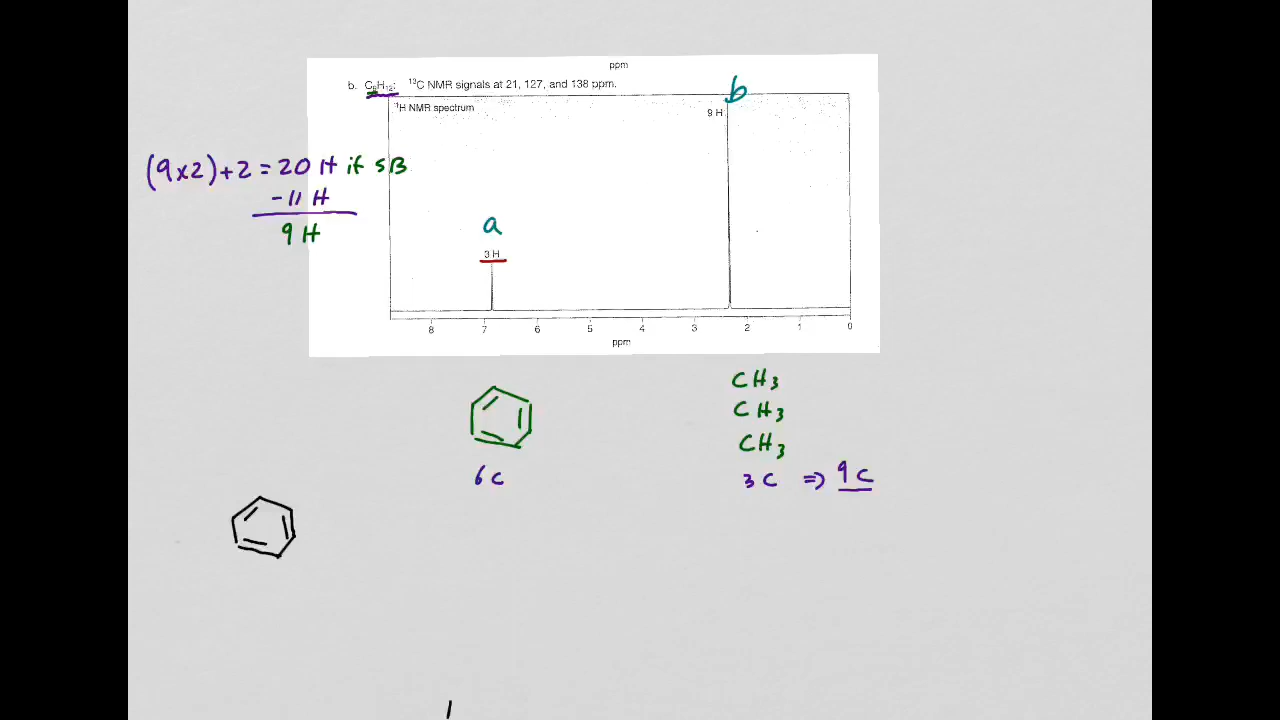 ppm
b. C₉H₁₂: ¹³C NMR signals at 21, 127, and 138 ppm.
¹H NMR spectrum
b
9 H
(9x2)+2 = 20 H if SB
-11 H
9 H
a
3 H
8 7 6 5 4 3 2 1 0
ppm
CH₃
CH₃
CH₃
6 C
3 C ⇒ 9 C